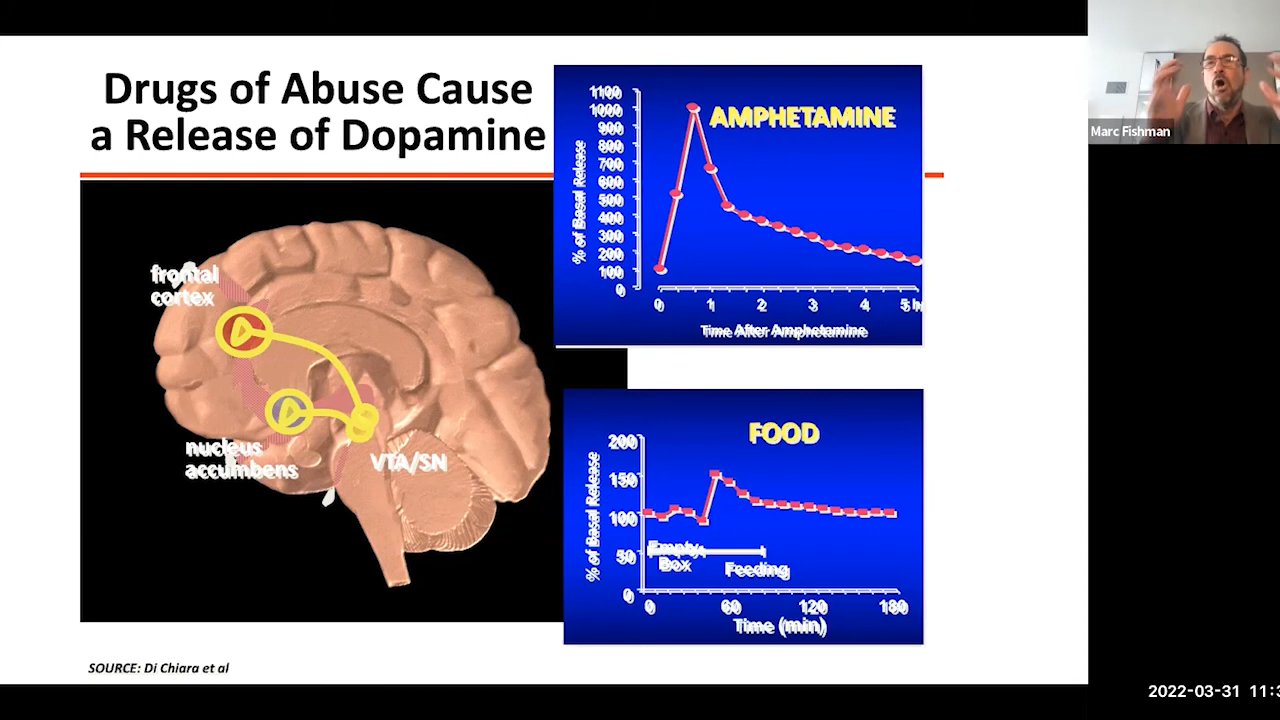 Drugs of Abuse Cause
a Release of Dopamine
frontal
cortex
nucleus
accumbens
VTA/SN
AMPHETAMINE
% of Basal Release
1100
1000
900
800
700
600
500
400
300
200
100
0
0 1 2 3 4 5 h
Time After Amphetamine
FOOD
% of Basal Release
200
150
100
50
0
Empty
Box
Feeding
0 60 120 180
Time (min)
SOURCE: Di Chiara et al
Marc Fishman
2022-03-31 11:3